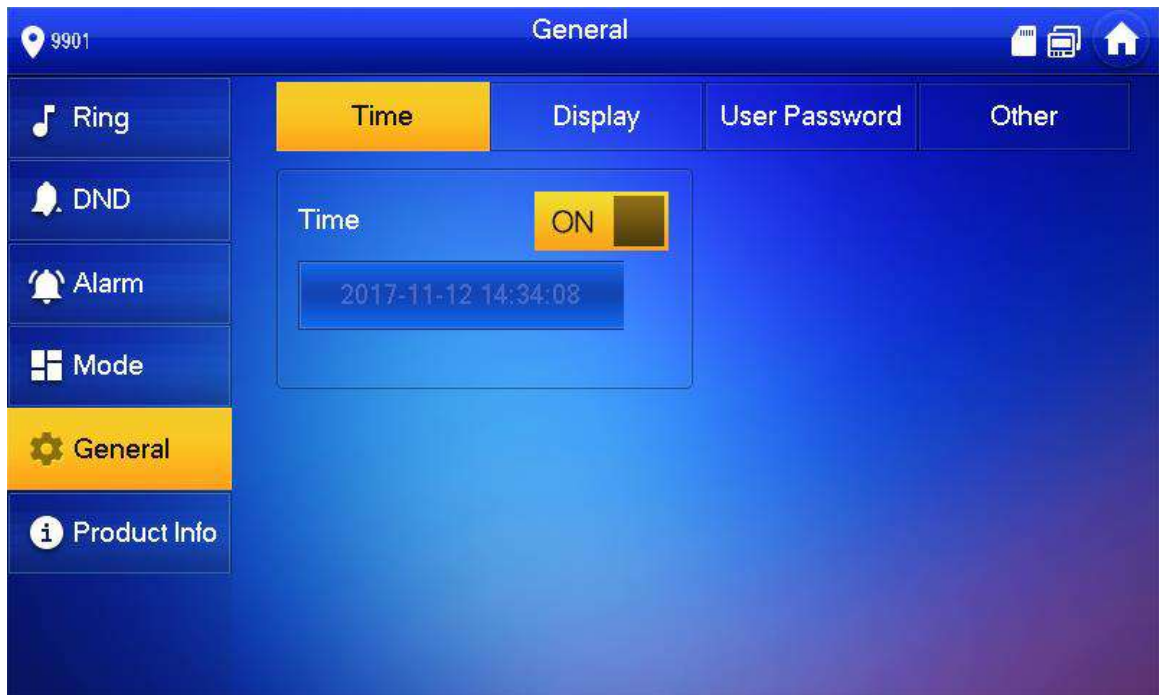 9901
General
Ring
DND
Alarm
Mode
General
Product Info
Time
Display
User Password
Other
Time
ON
2017-11-12 14:34:08